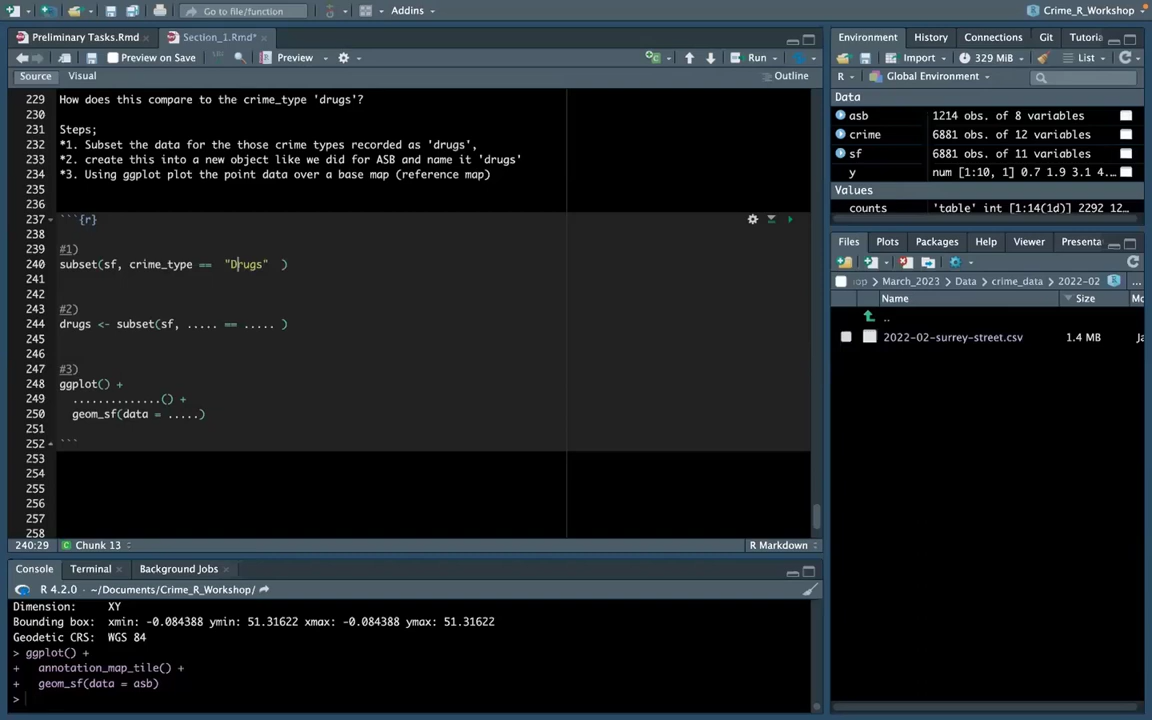 Go to file/function
Addins
Crime_R_Workshop
Preliminary Tasks.Rmd
Section_1.Rmd*
Preview on Save
Preview
Run
Source
Visual
Outline
229 How does this compare to the crime_type 'drugs'?
230
231 Steps;
232 *1. Subset the data for the those crime types recorded as 'drugs',
233 *2. create this into a new object like we did for ASB and name it 'drugs'
234 *3. Using ggplot plot the point data over a base map (reference map)
235
236
237 ```{r}
238
239 #1)
240 subset(sf, crime_type == "Drugs" )
241
242
243 #2)
244 drugs <- subset(sf, ..... == ..... )
245
246
247 #3)
248 ggplot() +
249 ..............() +
250 geom_sf(data = .....)
251
252 ```
253
254
255
256
257
258
240:29
Chunk 13
R Markdown
Console
Terminal
Background Jobs
R 4.2.0 · ~/Documents/Crime_R_Workshop/
Dimension: XY
Bounding box: xmin: -0.084388 ymin: 51.31622 xmax: -0.084388 ymax: 51.31622
Geodetic CRS: WGS 84
> ggplot() +
+ annotation_map_tile() +
+ geom_sf(data = asb)
>
Environment
History
Connections
Git
Tutoria
Import
329 MiB
List
R
Global Environment
Data
asb 1214 obs. of 8 variables
crime 6881 obs. of 12 variables
sf 6881 obs. of 11 variables
y num [1:10, 1] 0.7 1.9 3.1 4...
Values
counts 'table' int [1:14(1d)] 2292 12…
Files
Plots
Packages
Help
Viewer
Presenta
op
March_2023
Data
crime_data
2022-02
...
Name
Size
Mo
..
2022-02-surrey-street.csv
1.4 MB